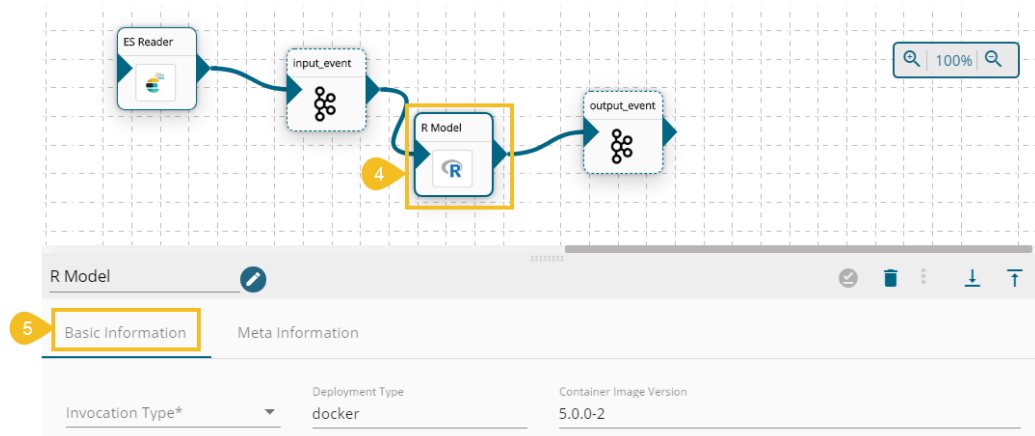 ES Reader
input_event
100%
output_event
R Model
R
4
R Model
5
Basic Information
Meta Information
Deployment Type
Container Image Version
Invocation Type*
docker
5.0.0-2